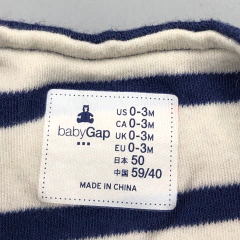 babyGap
US 0-3M
CA 0-3M
UK 0-3M
EU 0-3M
日本 50
中国 59/40
MADE IN CHINA